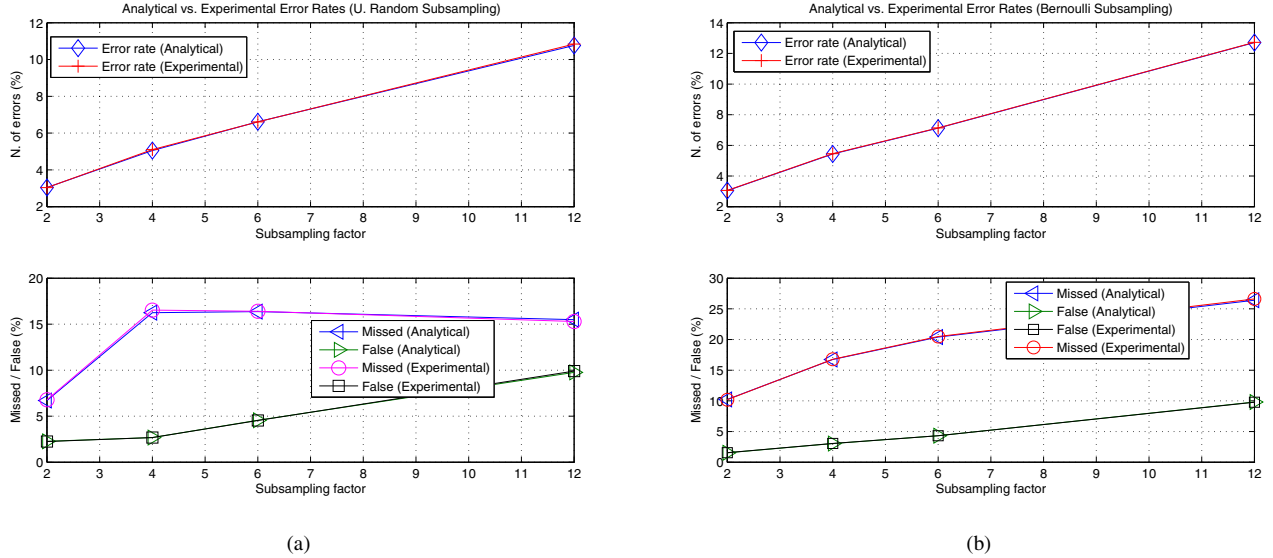 Analytical vs. Experimental Error Rates (U. Random Subsampling)
12
10
8
6
4
2
N. of errors (%)
Error rate (Analytical)
Error rate (Experimental)
2 3 4 5 6 7 8 9 10 11 12
Subsampling factor
20
15
10
5
0
Missed / False (%)
Missed (Analytical)
False (Analytical)
Missed (Experimental)
False (Experimental)
2 3 4 5 6 7 8 9 10 11 12
Subsampling factor
(a)
Analytical vs. Experimental Error Rates (Bernoulli Subsampling)
14
12
10
8
6
4
2
N. of errors (%)
Error rate (Analytical)
Error rate (Experimental)
2 3 4 5 6 7 8 9 10 11 12
Subsampling factor
30
25
20
15
10
5
0
Missed / False (%)
Missed (Analytical)
False (Analytical)
False (Experimental)
Missed (Experimental)
2 3 4 5 6 7 8 9 10 11 12
Subsampling factor
(b)